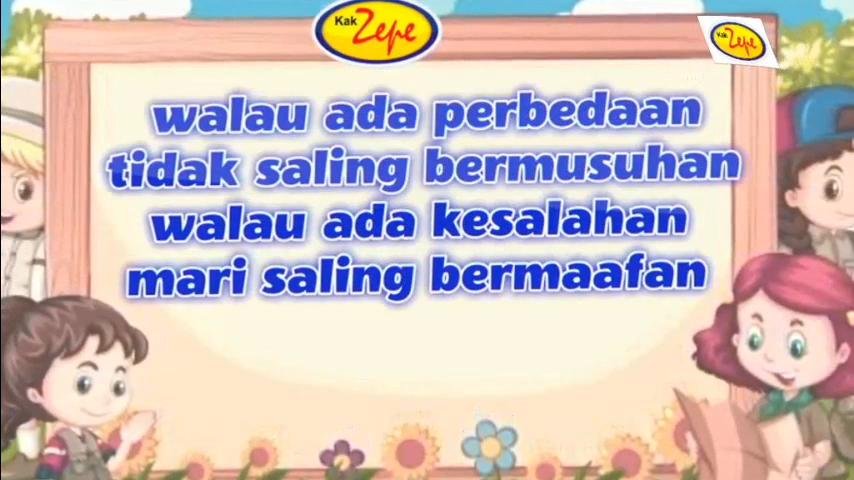 Kak Zepe
Kak Zepe
walau ada perbedaan
tidak saling bermusuhan
walau ada kesalahan
mari saling bermaafan